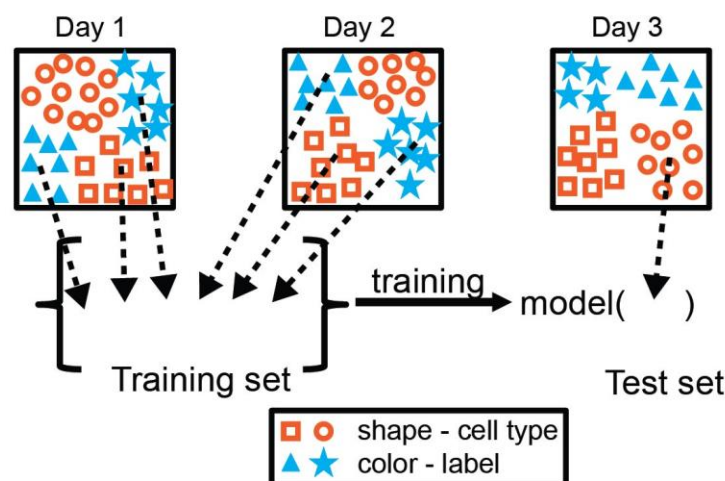 Day 1 Day 2 Day 3
training
model( )
Training set
Test set
shape - cell type
color - label